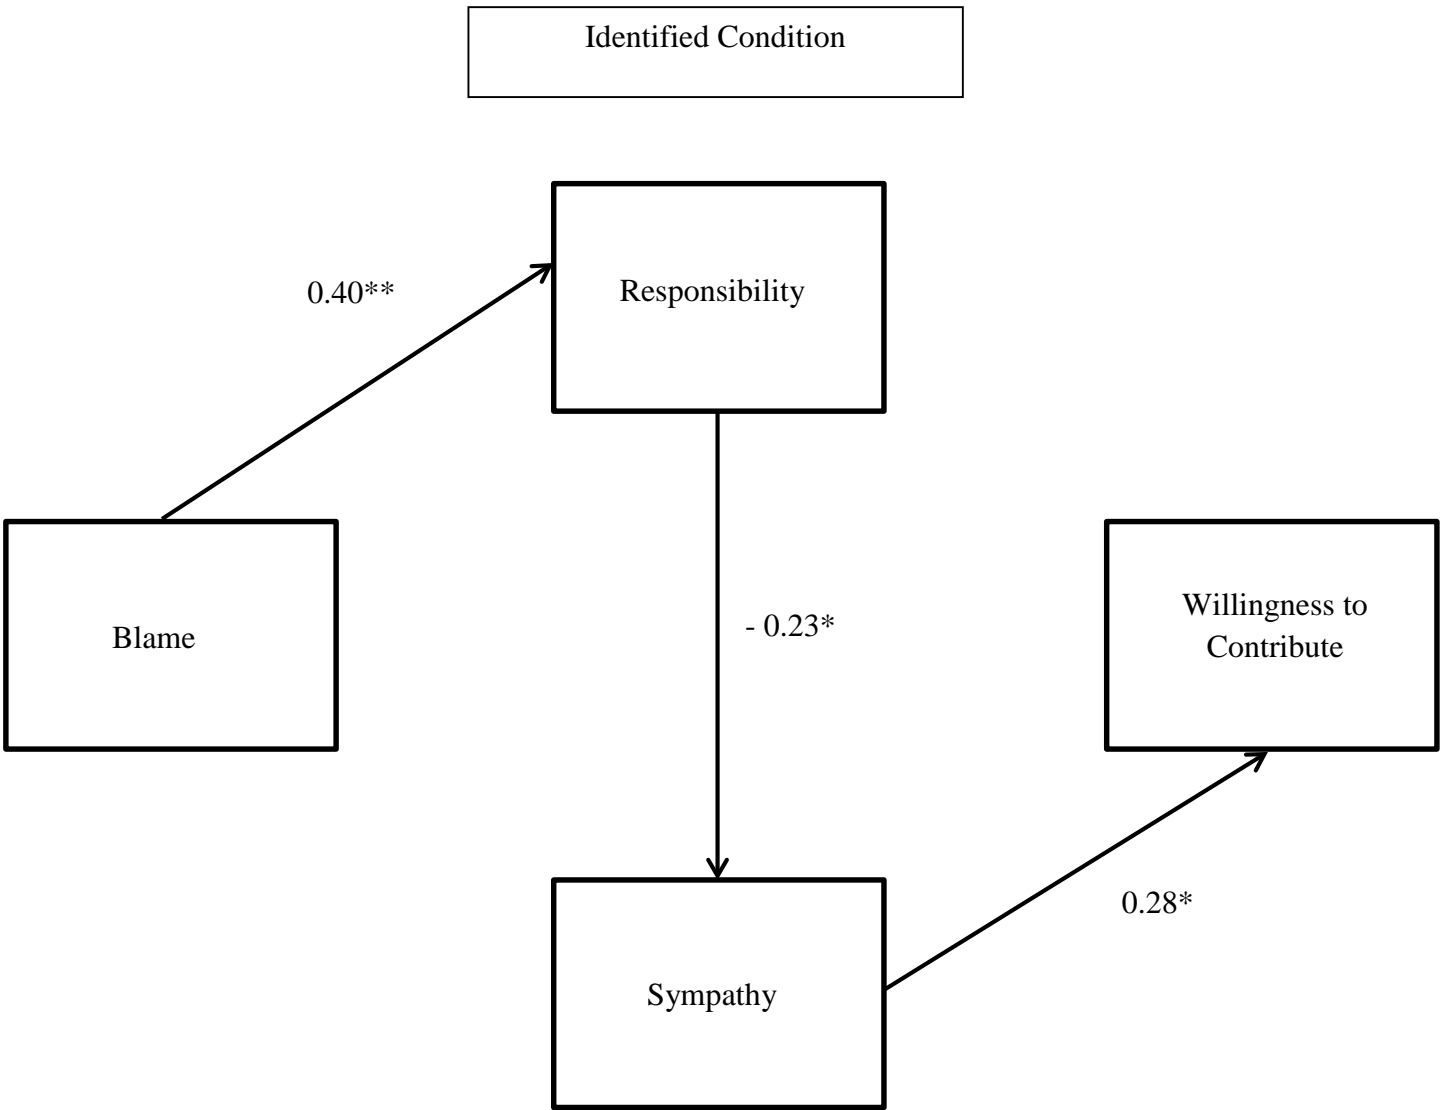 Identified Condition
0.40**
Responsibility
Blame
- 0.23*
Willingness to
Contribute
0.28*
Sympathy